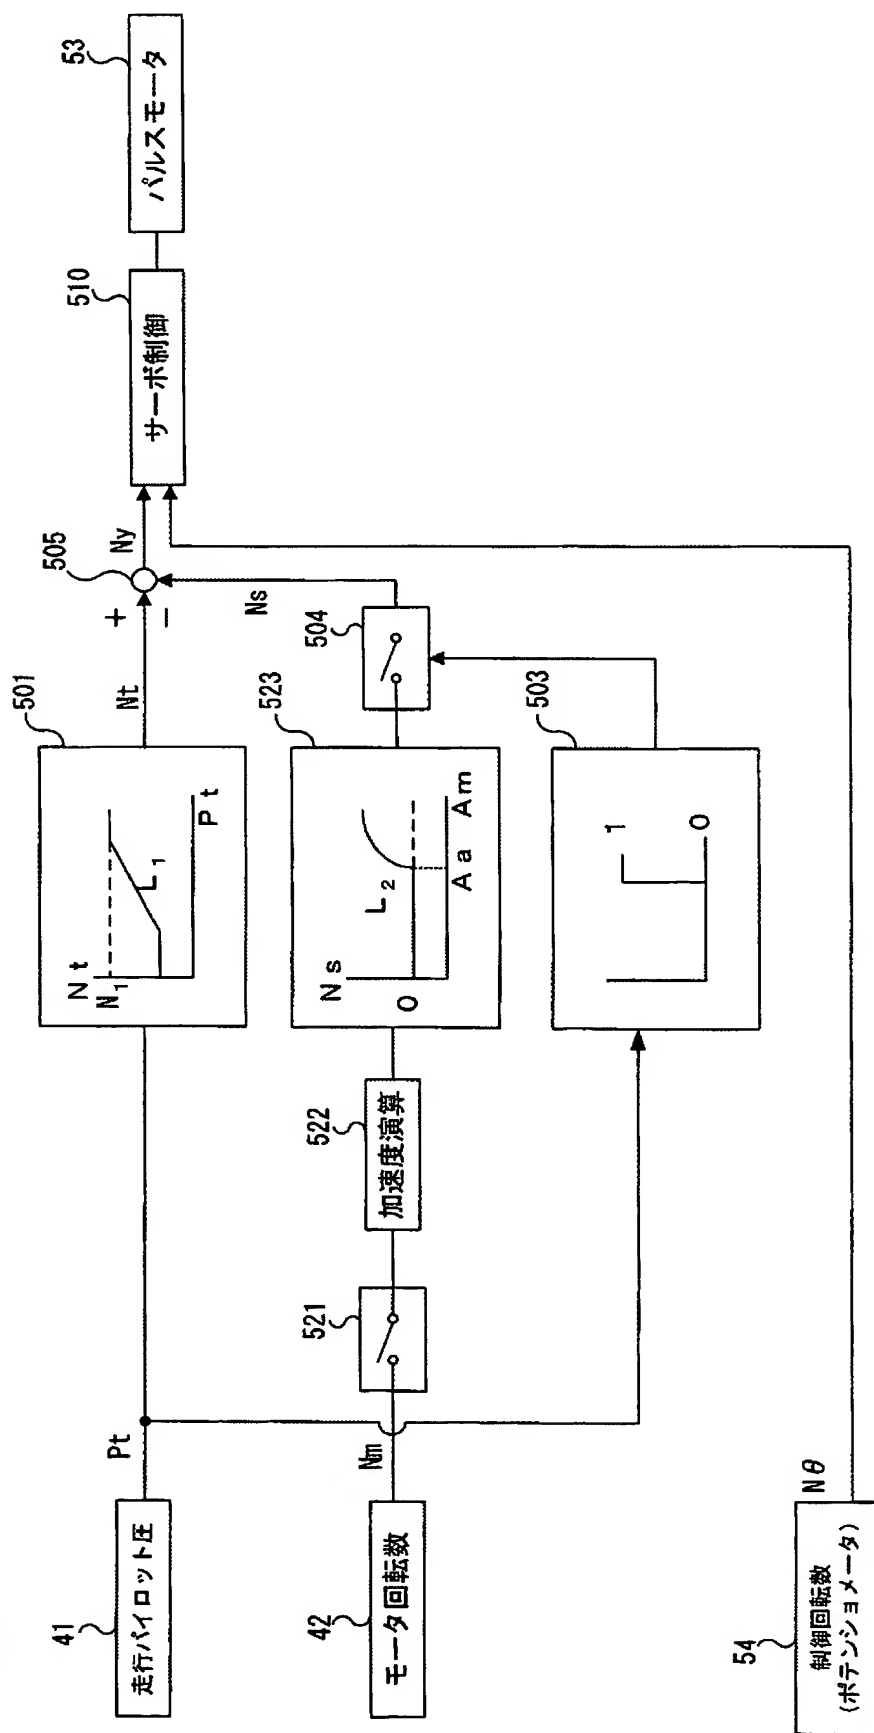 41
走行パイロット圧
Pt
501
Nt
N1
L1
Pt
Nt
+
−
505
Ny
510
サーボ制御
53
パルスモータ
42
モータ回転数
Nm
521
522
加速度演算
523
Ns
0
L2
Aa
Am
504
Ns
503
1
0
54
制御回転数
(ポテンショメータ)
Nθ